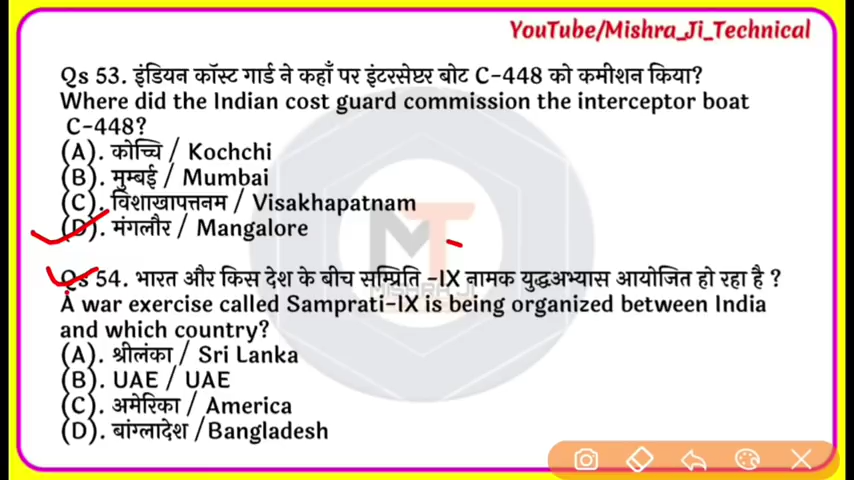 YouTube/Mishra_Ji_Technical
Qs 53. इंडियन कॉस्ट गार्ड ने कहाँ पर इंटरसेप्टर बोट C-448 को कमीशन किया?
Where did the Indian cost guard commission the interceptor boat
C-448?
(A). कोच्चि / Kochchi
(B). मुम्बई / Mumbai
(C). विशाखापत्तनम / Visakhapatnam
(D). मंगलौर / Mangalore
Qs 54. भारत और किस देश के बीच सम्प्रिति -IX नामक युद्धअभ्यास आयोजित हो रहा है ?
A war exercise called Samprati-IX is being organized between India
and which country?
(A). श्रीलंका / Sri Lanka
(B). UAE / UAE
(C). अमेरिका / America
(D). बांग्लादेश /Bangladesh
MT
MISHRA JI